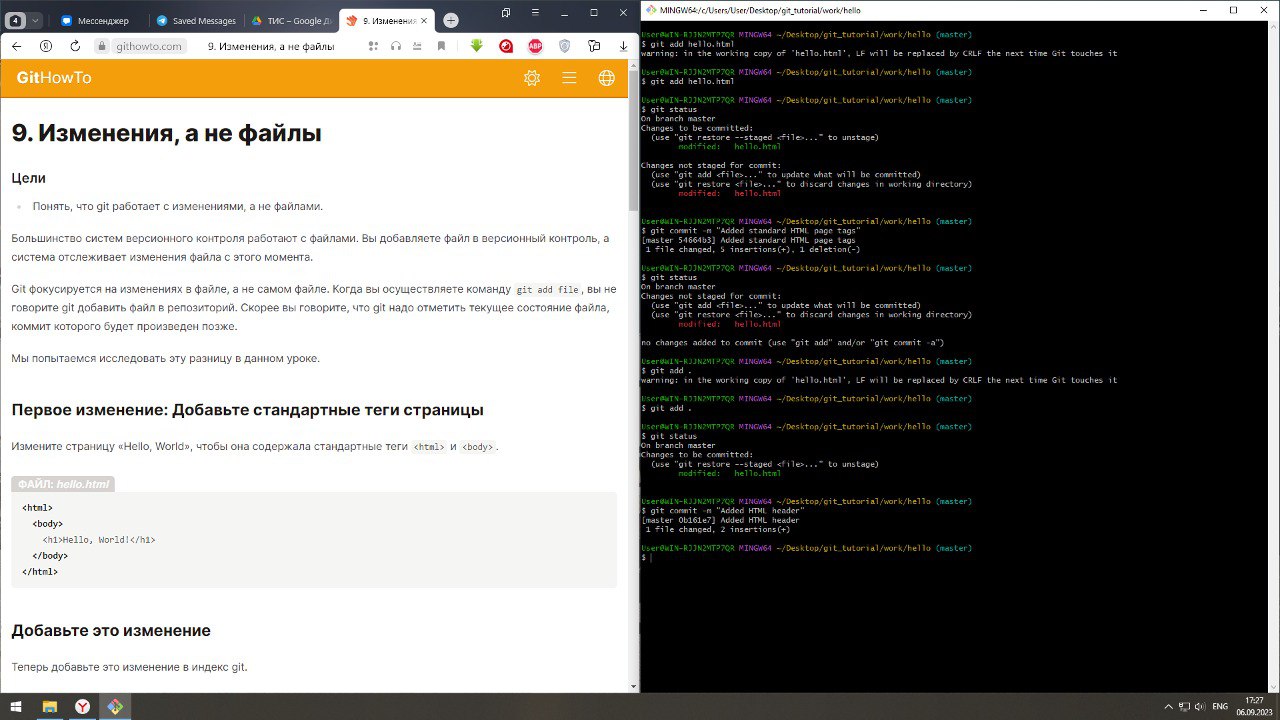 4
Мессенджер
Saved Messages
ТИС – Google Д
9. Изменения
githowto.com
9. Изменения, а не файлы
ABP
GitHowTo
9. Изменения, а не файлы
Цели
Понять, что git работает с изменениями, а не файлами.
Большинство систем версионного контроля работают с файлами. Вы добавляете файл в версионный контроль, а
система отслеживает изменения файла с этого момента.
Git фокусируется на изменениях в файле, а не самом файле. Когда вы осуществляете команду git add file, вы не
говорите git добавить файл в репозиторий. Скорее вы говорите, что git надо отметить текущее состояние файла,
коммит которого будет произведен позже.
Мы попытаемся исследовать эту разницу в данном уроке.
Первое изменение: Добавьте стандартные теги страницы
Измените страницу «Hello, World», чтобы она содержала стандартные теги <html> и <body>.
ФАЙЛ: hello.html
<html>
<body>
<h1>Hello, World!</h1>
</body>
</html>
Добавьте это изменение
Теперь добавьте это изменение в индекс git.
MINGW64:/c/Users/User/Desktop/git_tutorial/work/hello
User@WIN-RJJN2MTP7QR MINGW64 ~/Desktop/git_tutorial/work/hello (master)
$ git add hello.html
warning: in the working copy of 'hello.html', LF will be replaced by CRLF the next time Git touches it
User@WIN-RJJN2MTP7QR MINGW64 ~/Desktop/git_tutorial/work/hello (master)
$ git add hello.html
User@WIN-RJJN2MTP7QR MINGW64 ~/Desktop/git_tutorial/work/hello (master)
$ git status
On branch master
Changes to be committed:
(use "git restore --staged <file>..." to unstage)
modified: hello.html
Changes not staged for commit:
(use "git add <file>..." to update what will be committed)
(use "git restore <file>..." to discard changes in working directory)
modified: hello.html
User@WIN-RJJN2MTP7QR MINGW64 ~/Desktop/git_tutorial/work/hello (master)
$ git commit -m "Added standard HTML page tags"
[master 54664b3] Added standard HTML page tags
1 file changed, 5 insertions(+), 1 deletion(-)
User@WIN-RJJN2MTP7QR MINGW64 ~/Desktop/git_tutorial/work/hello (master)
$ git status
On branch master
Changes not staged for commit:
(use "git add <file>..." to update what will be committed)
(use "git restore <file>..." to discard changes in working directory)
modified: hello.html
no changes added to commit (use "git add" and/or "git commit -a")
User@WIN-RJJN2MTP7QR MINGW64 ~/Desktop/git_tutorial/work/hello (master)
$ git add .
warning: in the working copy of 'hello.html', LF will be replaced by CRLF the next time Git touches it
User@WIN-RJJN2MTP7QR MINGW64 ~/Desktop/git_tutorial/work/hello (master)
$ git add .
User@WIN-RJJN2MTP7QR MINGW64 ~/Desktop/git_tutorial/work/hello (master)
$ git status
On branch master
Changes to be committed:
(use "git restore --staged <file>..." to unstage)
modified: hello.html
User@WIN-RJJN2MTP7QR MINGW64 ~/Desktop/git_tutorial/work/hello (master)
$ git commit -m "Added HTML header"
[master 0b161e7] Added HTML header
1 file changed, 2 insertions(+)
User@WIN-RJJN2MTP7QR MINGW64 ~/Desktop/git_tutorial/work/hello (master)
$
17:27
06.09.2023